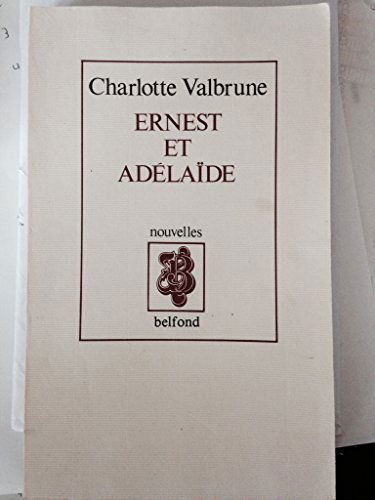 Charlotte Valbrune
ERNEST
ET
ADÉLAÏDE
nouvelles
B
belfond